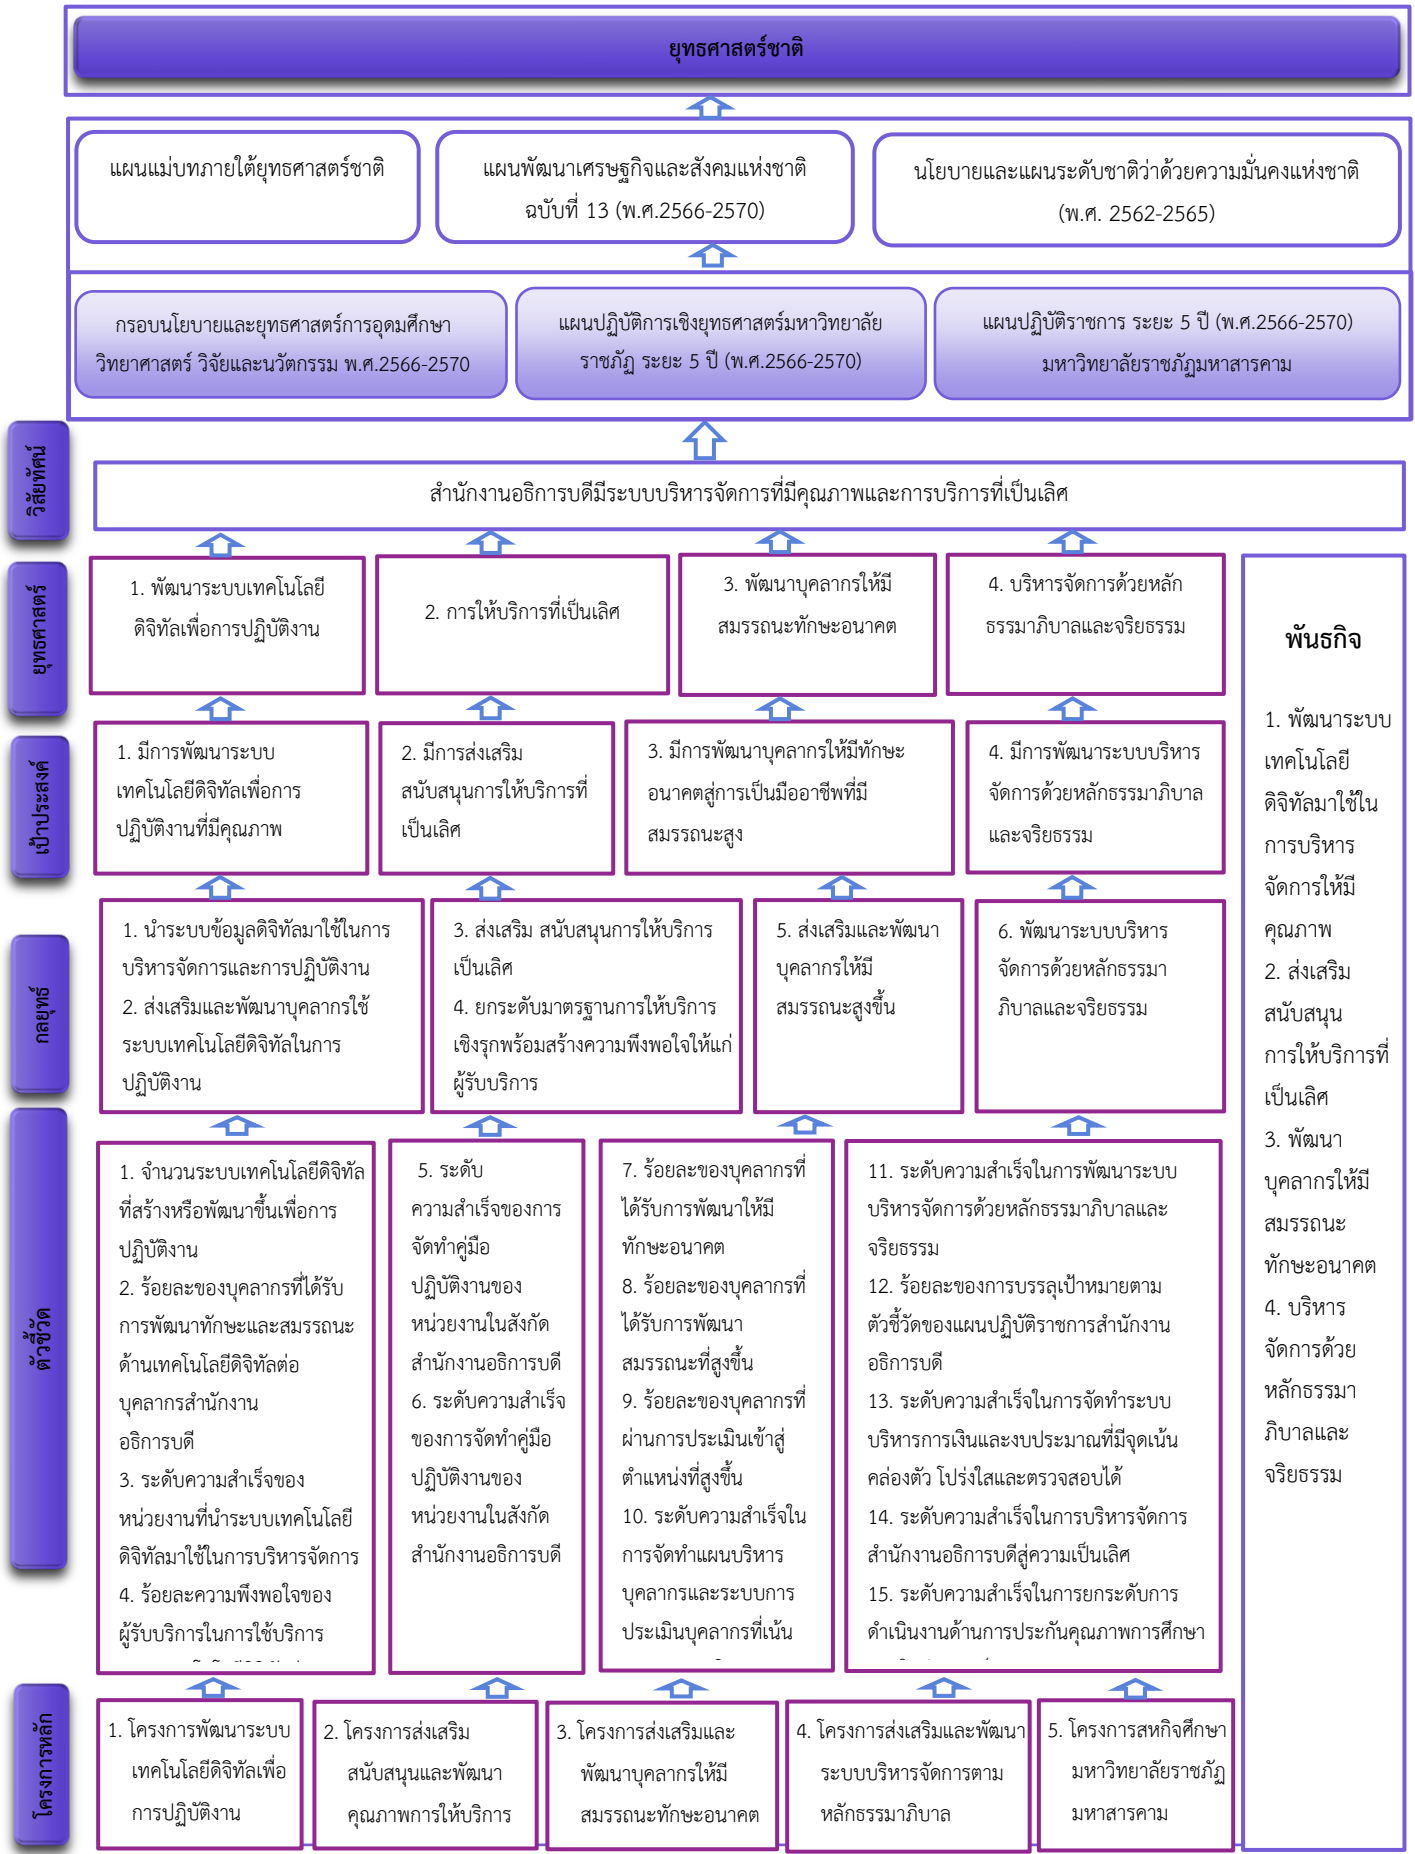 ยุทธศาสตร์ชาติ
แผนแม่บทภายใต้ยุทธศาสตร์ชาติ
แผนพัฒนาเศรษฐกิจและสังคมแห่งชาติ
ฉบับที่ 13 (พ.ศ.2566-2570)
นโยบายและแผนระดับชาติว่าด้วยความมั่นคงแห่งชาติ
(พ.ศ. 2562-2565)
กรอบนโยบายและยุทธศาสตร์การอุดมศึกษา
วิทยาศาสตร์ วิจัยและนวัตกรรม พ.ศ.2566-2570
แผนปฏิบัติการเชิงยุทธศาสตร์มหาวิทยาลัย
ราชภัฏ ระยะ 5 ปี (พ.ศ.2566-2570)
แผนปฏิบัติราชการ ระยะ 5 ปี (พ.ศ.2566-2570)
มหาวิทยาลัยราชภัฏมหาสารคาม
วิสัยทัศน์
สำนักงานอธิการบดีมีระบบบริหารจัดการที่มีคุณภาพและการบริการที่เป็นเลิศ
ยุทธศาสตร์
1. พัฒนาระบบเทคโนโลยี
ดิจิทัลเพื่อการปฏิบัติงาน
2. การให้บริการที่เป็นเลิศ
3. พัฒนาบุคลากรให้มี
สมรรถนะทักษะอนาคต
4. บริหารจัดการด้วยหลัก
ธรรมาภิบาลและจริยธรรม
เป้าประสงค์
1. มีการพัฒนาระบบ
เทคโนโลยีดิจิทัลเพื่อการ
ปฏิบัติงานที่มีคุณภาพ
2. มีการส่งเสริม
สนับสนุนการให้บริการที่
เป็นเลิศ
3. มีการพัฒนาบุคลากรให้มีทักษะ
อนาคตสู่การเป็นมืออาชีพที่มี
สมรรถนะสูง
4. มีการพัฒนาระบบบริหาร
จัดการด้วยหลักธรรมาภิบาล
และจริยธรรม
กลยุทธ์
1. นำระบบข้อมูลดิจิทัลมาใช้ในการ
บริหารจัดการและการปฏิบัติงาน
2. ส่งเสริมและพัฒนาบุคลากรใช้
ระบบเทคโนโลยีดิจิทัลในการ
ปฏิบัติงาน
3. ส่งเสริม สนับสนุนการให้บริการ
เป็นเลิศ
4. ยกระดับมาตรฐานการให้บริการ
เชิงรุกพร้อมสร้างความพึงพอใจให้แก่
ผู้รับบริการ
5. ส่งเสริมและพัฒนา
บุคลากรให้มี
สมรรถนะสูงขึ้น
6. พัฒนาระบบบริหาร
จัดการด้วยหลักธรรมา
ภิบาลและจริยธรรม
ตัวชี้วัด
1. จำนวนระบบเทคโนโลยีดิจิทัล
ที่สร้างหรือพัฒนาขึ้นเพื่อการ
ปฏิบัติงาน
2. ร้อยละของบุคลากรที่ได้รับ
การพัฒนาทักษะและสมรรถนะ
ด้านเทคโนโลยีดิจิทัลต่อ
บุคลากรสำนักงาน
อธิการบดี
3. ระดับความสำเร็จของ
หน่วยงานที่นำระบบเทคโนโลยี
ดิจิทัลมาใช้ในการบริหารจัดการ
4. ร้อยละความพึงพอใจของ
ผู้รับบริการในการใช้บริการ
5. ระดับ
ความสำเร็จของการ
จัดทำคู่มือ
ปฏิบัติงานของ
หน่วยงานในสังกัด
สำนักงานอธิการบดี
6. ระดับความสำเร็จ
ของการจัดทำคู่มือ
ปฏิบัติงานของ
หน่วยงานในสังกัด
สำนักงานอธิการบดี
7. ร้อยละของบุคลากรที่
ได้รับการพัฒนาให้มี
ทักษะอนาคต
8. ร้อยละของบุคลากรที่
ได้รับการพัฒนา
สมรรถนะที่สูงขึ้น
9. ร้อยละของบุคลากรที่
ผ่านการประเมินเข้าสู่
ตำแหน่งที่สูงขึ้น
10. ระดับความสำเร็จใน
การจัดทำแผนบริหาร
บุคลากรและระบบการ
ประเมินบุคลากรที่เน้น
11. ระดับความสำเร็จในการพัฒนาระบบ
บริหารจัดการด้วยหลักธรรมาภิบาลและ
จริยธรรม
12. ร้อยละของการบรรลุเป้าหมายตาม
ตัวชี้วัดของแผนปฏิบัติราชการสำนักงาน
อธิการบดี
13. ระดับความสำเร็จในการจัดทำระบบ
บริหารการเงินและงบประมาณที่มีจุดเน้น
คล่องตัว โปร่งใสและตรวจสอบได้
14. ระดับความสำเร็จในการบริหารจัดการ
สำนักงานอธิการบดีสู่ความเป็นเลิศ
15. ระดับความสำเร็จในการยกระดับการ
ดำเนินงานด้านการประกันคุณภาพการศึกษา
โครงการหลัก
1. โครงการพัฒนาระบบ
เทคโนโลยีดิจิทัลเพื่อ
การปฏิบัติงาน
2. โครงการส่งเสริม
สนับสนุนและพัฒนา
คุณภาพการให้บริการ
3. โครงการส่งเสริมและ
พัฒนาบุคลากรให้มี
สมรรถนะทักษะอนาคต
4. โครงการส่งเสริมและพัฒนา
ระบบบริหารจัดการตาม
หลักธรรมาภิบาล
5. โครงการสหกิจศึกษา
มหาวิทยาลัยราชภัฏ
มหาสารคาม
พันธกิจ
1. พัฒนาระบบ
เทคโนโลยี
ดิจิทัลมาใช้ใน
การบริหาร
จัดการให้มี
คุณภาพ
2. ส่งเสริม
สนับสนุน
การให้บริการที่
เป็นเลิศ
3. พัฒนา
บุคลากรให้มี
สมรรถนะ
ทักษะอนาคต
4. บริหาร
จัดการด้วย
หลักธรรมา
ภิบาลและ
จริยธรรม